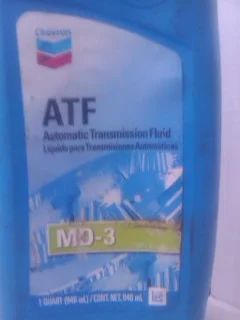 Chevron
ATF
Automatic Transmission Fluid
Líquido para Transmisiones Automáticas
MD-3
1 QUART (946 mL) / CONT. NET. 946 mL